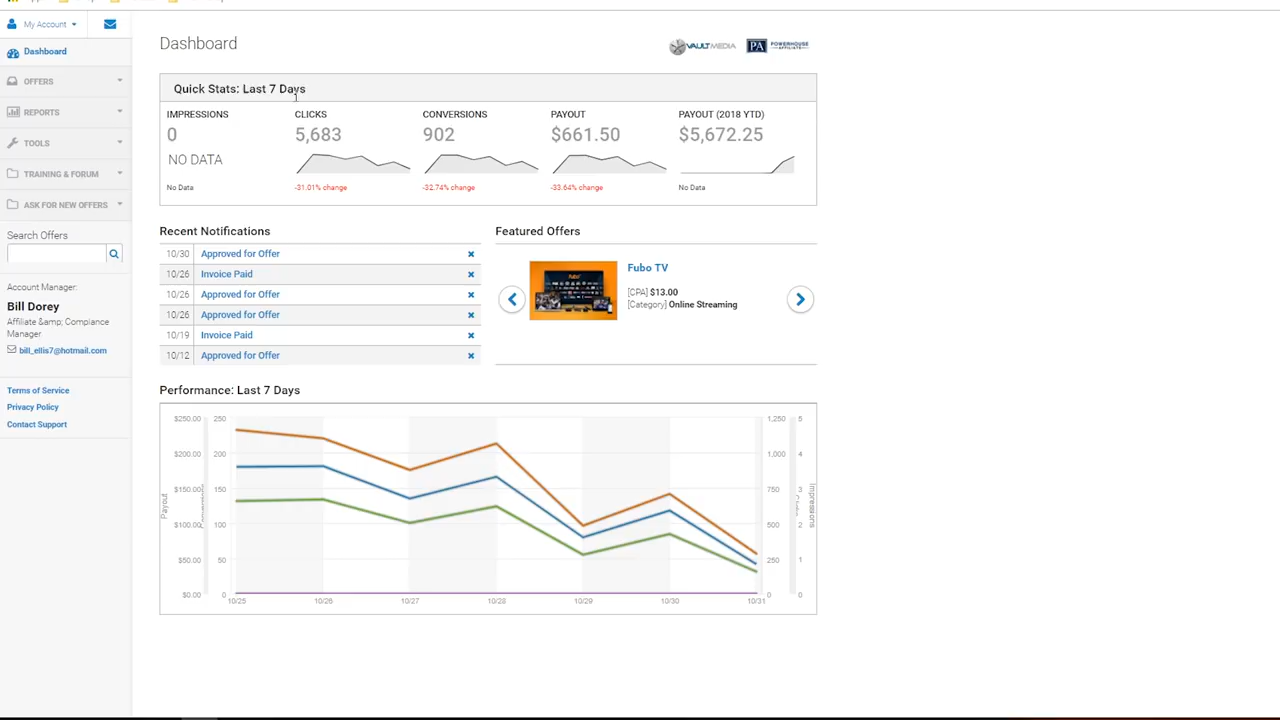 My Account
Dashboard
OFFERS
REPORTS
TOOLS
TRAINING & FORUM
ASK FOR NEW OFFERS
Search Offers
Account Manager:
Bill Dorey
Affiliate &amp; Compliance
Manager
bill_ellis7@hotmail.com
Terms of Service
Privacy Policy
Contact Support
Dashboard
VAULTMEDIA
PA POWERHOUSE
Quick Stats: Last 7 Days
IMPRESSIONS CLICKS CONVERSIONS PAYOUT PAYOUT (2018 YTD)
0 5,683 902 $661.50 $5,672.25
NO DATA
No Data -31.01% change -32.74% change -33.64% change No Data
Recent Notifications
10/30 Approved for Offer
10/26 Invoice Paid
10/26 Approved for Offer
10/26 Approved for Offer
10/19 Invoice Paid
10/12 Approved for Offer
Featured Offers
Fubo TV
[CPA] $13.00
[Category] Online Streaming
Performance: Last 7 Days
$250.00 250 1,250 5
$200.00 200 1,000 4
$150.00 150 750 3
$100.00 100 500 2
$50.00 50 250 1
$0.00 0 0 0
Payout
Impressions
10/25 10/26 10/27 10/28 10/29 10/30 10/31